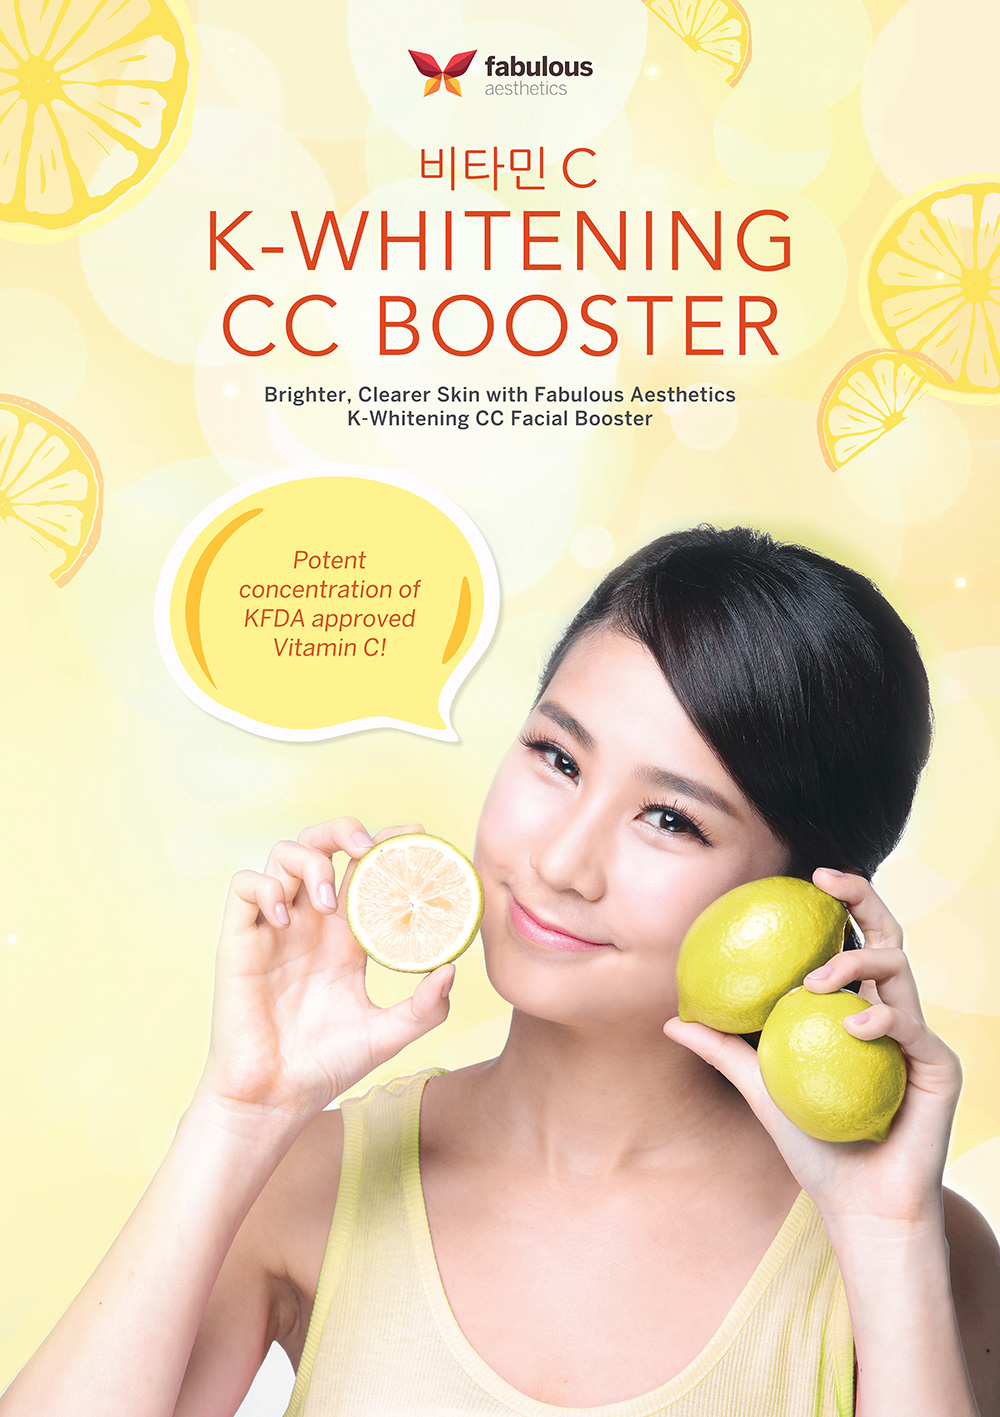 fabulous
aesthetics
비타민 C
K-WHITENING
CC BOOSTER
Brighter, Clearer Skin with Fabulous Aesthetics
K-Whitening CC Facial Booster
Potent
concentration of
KFDA approved
Vitamin C!